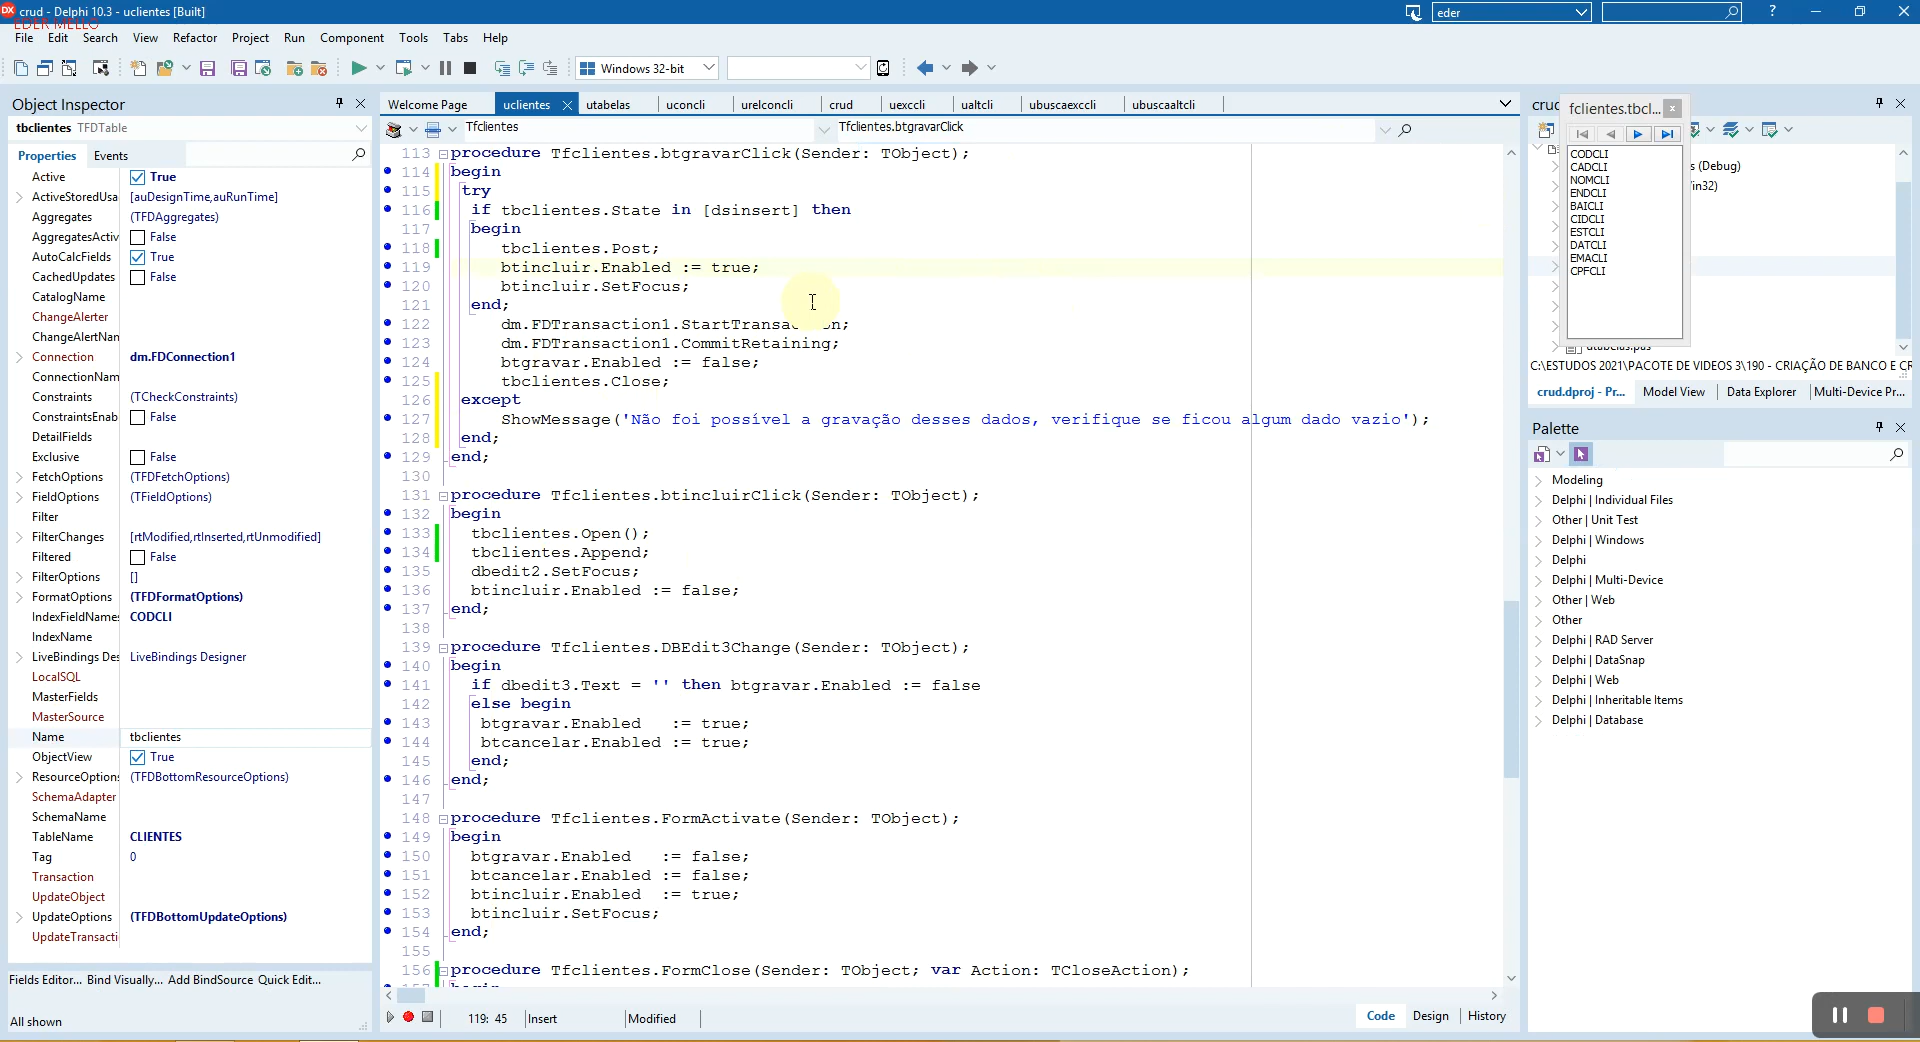 crud - Delphi 10.3 - uclientes [Built]
eder
EDER MELLO
File Edit Search View Refactor Project Run Component Tools Tabs Help
Windows 32-bit
Object Inspector
tbclientes TFDTable
Properties Events
Active True
ActiveStoredUsa [auDesignTime,auRunTime]
Aggregates (TFDAggregates)
AggregatesActiv False
AutoCalcFields True
CachedUpdates False
CatalogName
ChangeAlerter
ChangeAlertNan
Connection dm.FDConnection1
ConnectionNam
Constraints (TCheckConstraints)
ConstraintsEnab False
DetailFields
Exclusive False
FetchOptions (TFDFetchOptions)
FieldOptions (TFieldOptions)
Filter
FilterChanges [rtModified,rtInserted,rtUnmodified]
Filtered False
FilterOptions []
FormatOptions (TFDFormatOptions)
IndexFieldNames CODCLI
IndexName
LiveBindings Des LiveBindings Designer
LocalSQL
MasterFields
MasterSource
Name tbclientes
ObjectView True
ResourceOptions (TFDBottomResourceOptions)
SchemaAdapter
SchemaName
TableName CLIENTES
Tag 0
Transaction
UpdateObject
UpdateOptions (TFDBottomUpdateOptions)
UpdateTransacti
Fields Editor... Bind Visually... Add BindSource Quick Edit...
All shown
Welcome Page uclientes utabelas uconcli urelconcli crud uexccli ualtcli ubuscaexccli ubuscaaltcli
Tfclientes Tfclientes.btgravarClick
113 procedure Tfclientes.btgravarClick(Sender: TObject);
114 begin
115 try
116 if tbclientes.State in [dsinsert] then
117 begin
118 tbclientes.Post;
119 btincluir.Enabled := true;
120 btincluir.SetFocus;
121 end;
122 dm.FDTransaction1.StartTransaction;
123 dm.FDTransaction1.CommitRetaining;
124 btgravar.Enabled := false;
125 tbclientes.Close;
126 except
127 ShowMessage('Não foi possível a gravação desses dados, verifique se ficou algum dado vazio');
128 end;
129 end;
130
131 procedure Tfclientes.btincluirClick(Sender: TObject);
132 begin
133 tbclientes.Open();
134 tbclientes.Append;
135 dbedit2.SetFocus;
136 btincluir.Enabled := false;
137 end;
138
139 procedure Tfclientes.DBEdit3Change(Sender: TObject);
140 begin
141 if dbedit3.Text = '' then btgravar.Enabled := false
142 else begin
143 btgravar.Enabled := true;
144 btcancelar.Enabled := true;
145 end;
146 end;
147
148 procedure Tfclientes.FormActivate(Sender: TObject);
149 begin
150 btgravar.Enabled := false;
151 btcancelar.Enabled := false;
152 btincluir.Enabled := true;
153 btincluir.SetFocus;
154 end;
155
156 procedure Tfclientes.FormClose(Sender: TObject; var Action: TCloseAction);
119: 45 Insert Modified
Code Design History
fclientes.tbcl...
CODCLI
CADCLI
NOMCLI
ENDCLI
BAICLI
CIDCLI
ESTCLI
DATCLI
EMACLI
CPFCLI
crud
s (Debug)
in32)
utabelas.pas
C:\ESTUDOS 2021\PACOTE DE VIDEOS 3\190 - CRIAÇÃO DE BANCO E CR
crud.dproj - Pr... Model View Data Explorer Multi-Device Pr...
Palette
Modeling
Delphi | Individual Files
Other | Unit Test
Delphi | Windows
Delphi
Delphi | Multi-Device
Other | Web
Other
Delphi | RAD Server
Delphi | DataSnap
Delphi | Web
Delphi | Inheritable Items
Delphi | Database